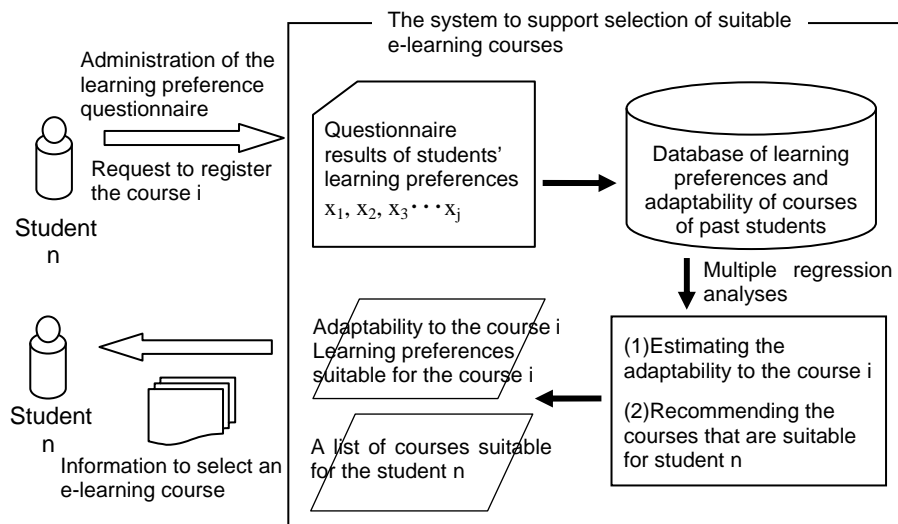 The system to support selection of suitable
e-learning courses
Administration of the
learning preference
questionnaire
Request to register
the course i
Student
n
Questionnaire
results of students’
learning preferences
x1, x2, x3･･･xj
Database of learning
preferences and
adaptability of courses
of past students
Multiple regression
analyses
(1)Estimating the
adaptability to the course i
(2)Recommending the
courses that are suitable
for student n
Adaptability to the course i
Learning preferences
suitable for the course i
A list of courses suitable
for the student n
Student
n
Information to select an
e-learning course